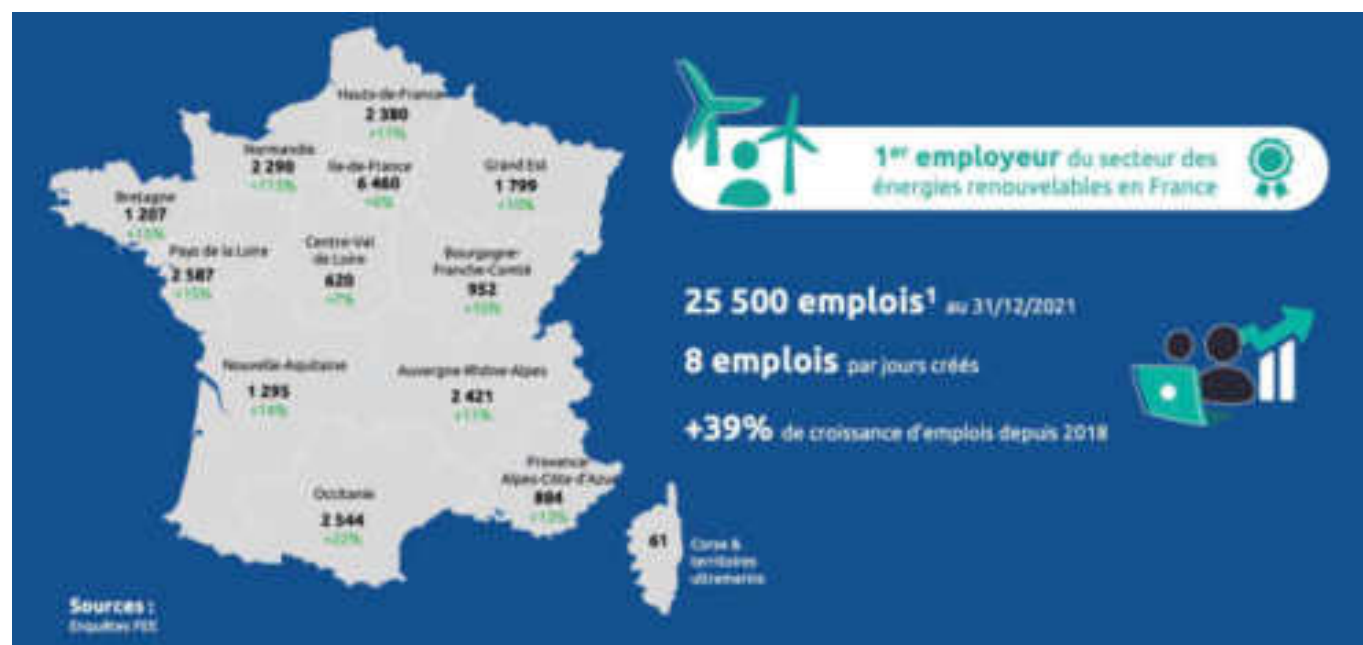 Hauts-de-France
2 380
+11%
Normandie
2 290
Île-de-France
6 460
+6%
Grand Est
1 799
+10%
Bretagne
1 207
Pays de la Loire
2 587
+15%
Centre-Val
de Loire
620
+7%
Bourgogne-
Franche-Comté
952
+10%
Nouvelle-Aquitaine
1 295
+14%
Auvergne-Rhône-Alpes
2 421
+11%
Provence-
Alpes-Côte-d'Azur
884
Occitanie
2 544
+22%
61
Corse &
territoires
ultramarins
1er employeur du secteur des
énergies renouvelables en France
25 500 emplois¹ au 31/12/2021
8 emplois par jours créés
+39% de croissance d'emplois depuis 2018
Sources :
Enquêtes FEE